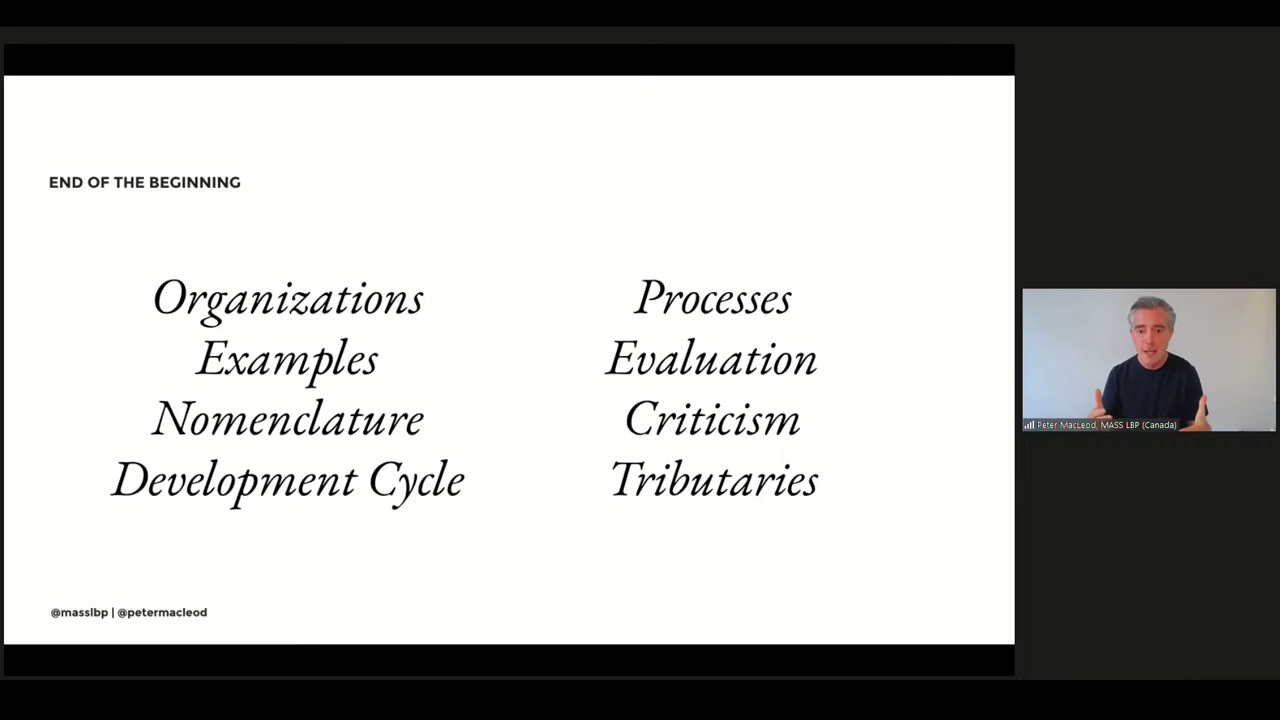 END OF THE BEGINNING
Organizations
Examples
Nomenclature
Development Cycle
Processes
Evaluation
Criticism
Tributaries
@masslbp | @petermacleod
Peter MacLeod, MASS LBP (Canada)